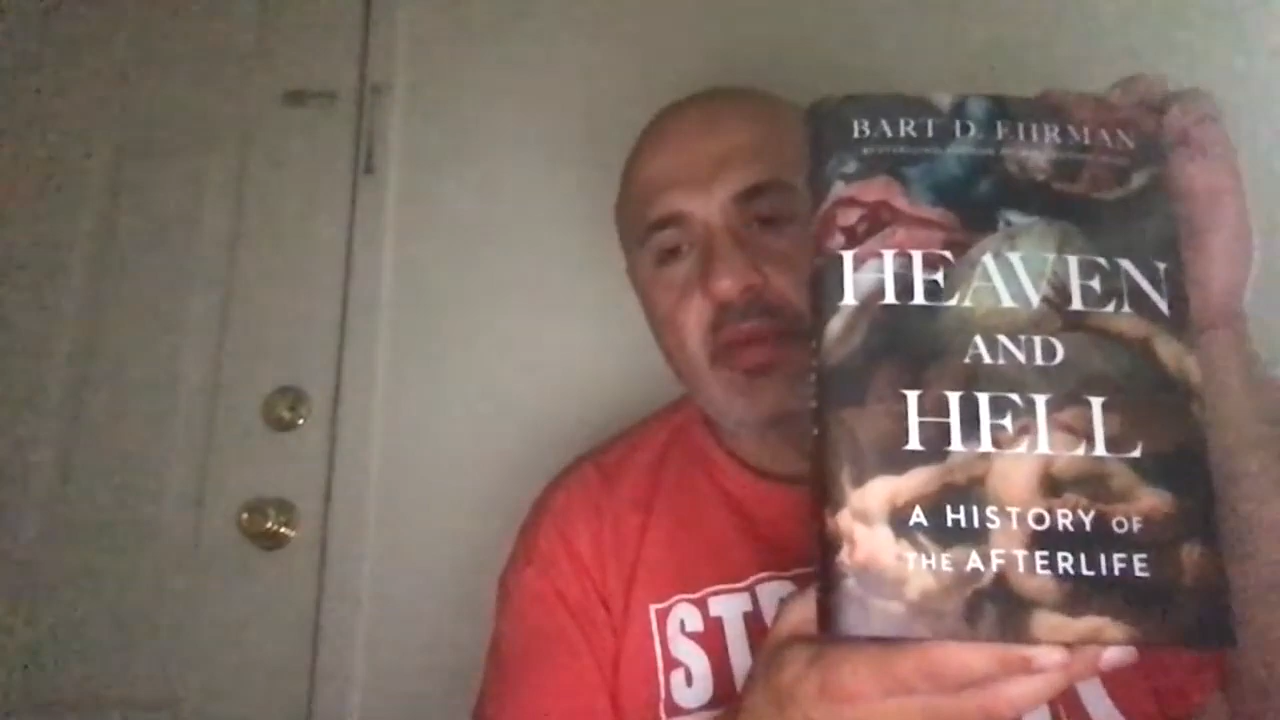 BART D. EHRMAN
HEAVEN
AND
HELL
A HISTORY OF
THE AFTERLIFE